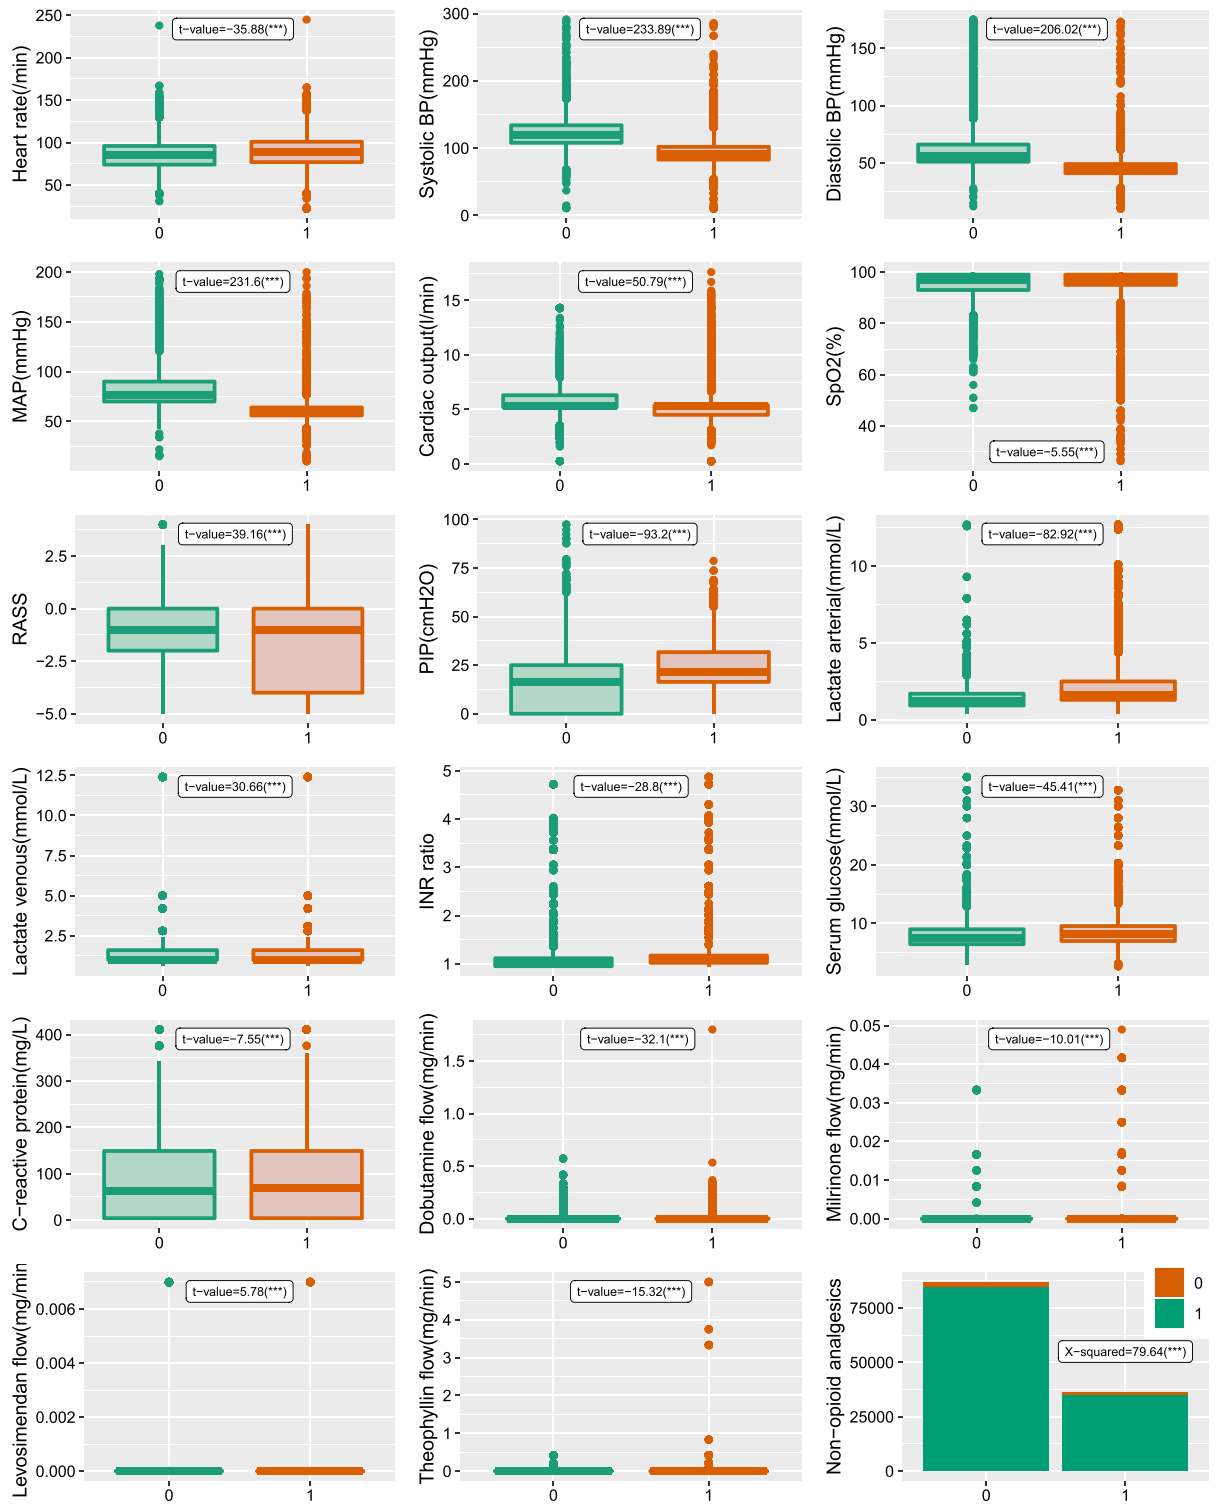 Heart rate(/min)
250
200
150
100
50
t−value=−35.88(***)
0 1
Systolic BP(mmHg)
300
200
100
0
t−value=233.89(***)
0 1
Diastolic BP(mmHg)
150
100
50
t−value=206.02(***)
0 1
MAP(mmHg)
200
150
100
50
t−value=231.6(***)
0 1
Cardiac output(l/min)
15
10
5
0
t−value=50.79(***)
0 1
SpO2(%)
100
80
60
40
t−value=−5.55(***)
0 1
RASS
2.5
0.0
−2.5
−5.0
t−value=39.16(***)
0 1
PIP(cmH2O)
100
75
50
25
0
t−value=−93.2(***)
0 1
Lactate arterial(mmol/L)
10
5
0
t−value=−82.92(***)
0 1
Lactate venous(mmol/L)
12.5
10.0
7.5
5.0
2.5
t−value=30.66(***)
0 1
INR ratio
5
4
3
2
1
t−value=−28.8(***)
0 1
Serum glucose(mmol/L)
30
20
10
t−value=−45.41(***)
0 1
C−reactive protein(mg/L)
400
300
200
100
0
t−value=−7.55(***)
0 1
Dobutamine flow(mg/min)
1.5
1.0
0.5
0.0
t−value=−32.1(***)
0 1
Milrinone flow(mg/min)
0.05
0.04
0.03
0.02
0.01
0.00
t−value=−10.01(***)
0 1
Levosimendan flow(mg/min
0.006
0.004
0.002
0.000
t−value=5.78(***)
0 1
Theophyllin flow(mg/min)
5
4
3
2
1
0
t−value=−15.32(***)
0 1
Non−opioid analgesics
75000
50000
25000
0
0
1
X−squared=79.64(***)
0 1